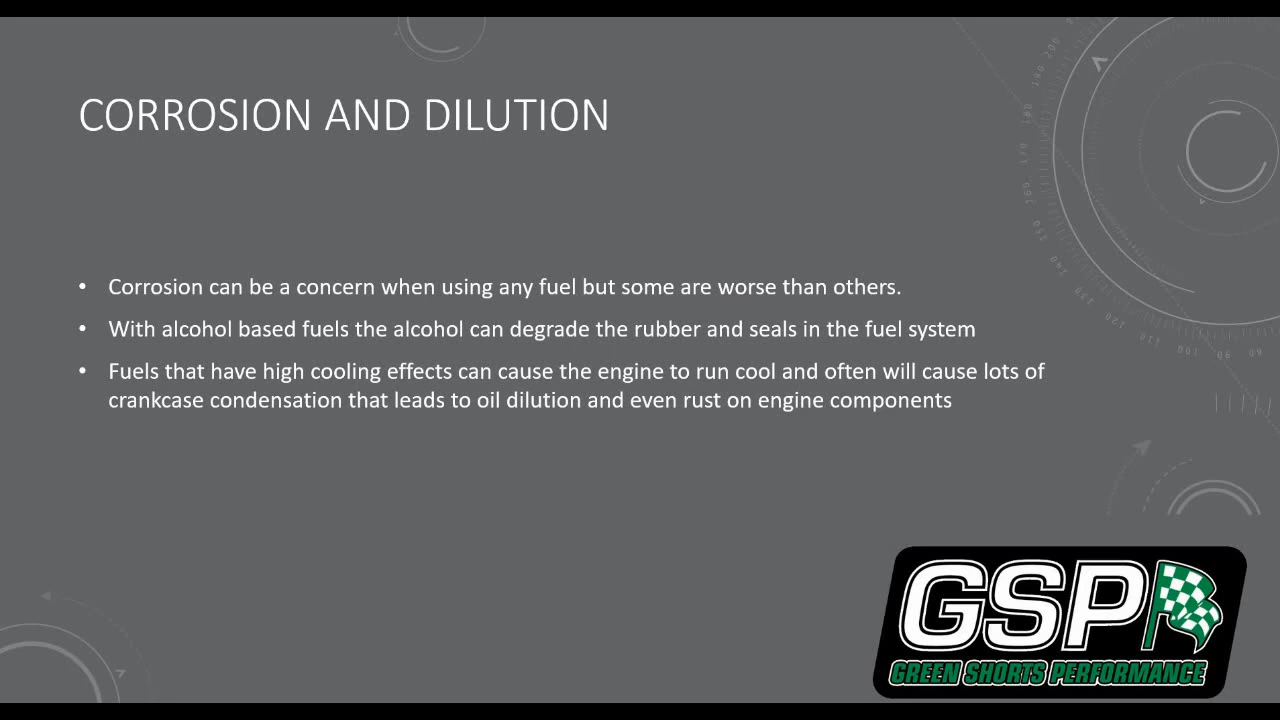 CORROSION AND DILUTION
• Corrosion can be a concern when using any fuel but some are worse than others.
• With alcohol based fuels the alcohol can degrade the rubber and seals in the fuel system
• Fuels that have high cooling effects can cause the engine to run cool and often will cause lots of
crankcase condensation that leads to oil dilution and even rust on engine components
GSP
GREEN SHORTS PERFORMANCE